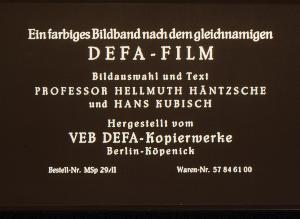 Ein farbiges Bildband nach dem gleichnamigen
DEFA-FILM
Bildauswahl und Text
PROFESSOR HELLMUTH HÄNTZSCHE
und HANS KUBISCH
Hergestellt vom
VEB DEFA-Kopierwerke
Berlin-Köpenick
Bestell-Nr. MSp 29/II Waren-Nr. 57 84 61 00